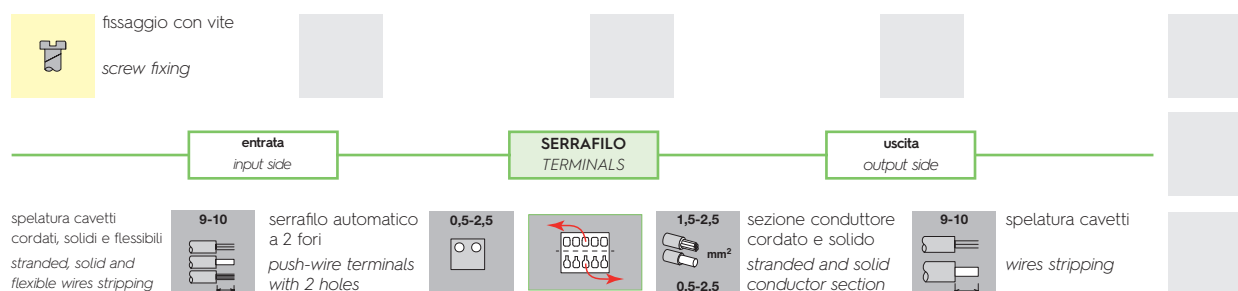 fissaggio con vite
screw fixing
entrata
input side
SERRAFILO
TERMINALS
uscita
output side
spelatura cavetti
cordati, solidi e flessibili
stranded, solid and
flexible wires stripping
9-10
serrafilo automatico
a 2 fori
push-wire terminals
with 2 holes
0,5-2,5
1,5-2,5
mm²
0,5-2,5
sezione conduttore
cordato e solido
stranded and solid
conductor section
9-10
spelatura cavetti
wires stripping